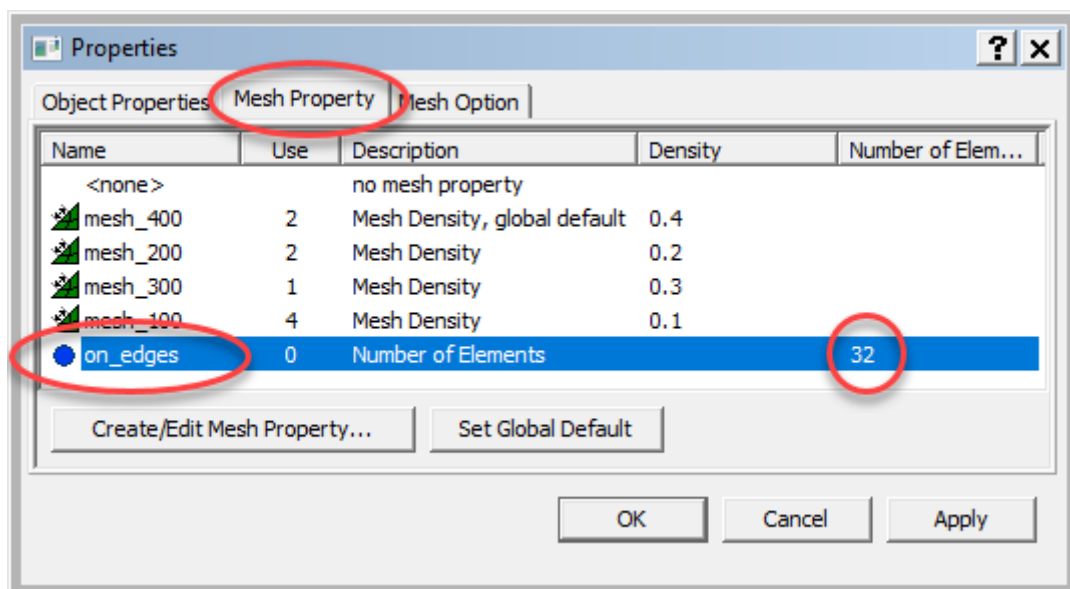 Properties
Object Properties Mesh Property Mesh Option
Name Use Description Density Number of Elem...
<none> no mesh property
mesh_400 2 Mesh Density, global default 0.4
mesh_200 2 Mesh Density 0.2
mesh_300 1 Mesh Density 0.3
mesh_100 4 Mesh Density 0.1
on_edges 0 Number of Elements 32
Create/Edit Mesh Property... Set Global Default
OK Cancel Apply